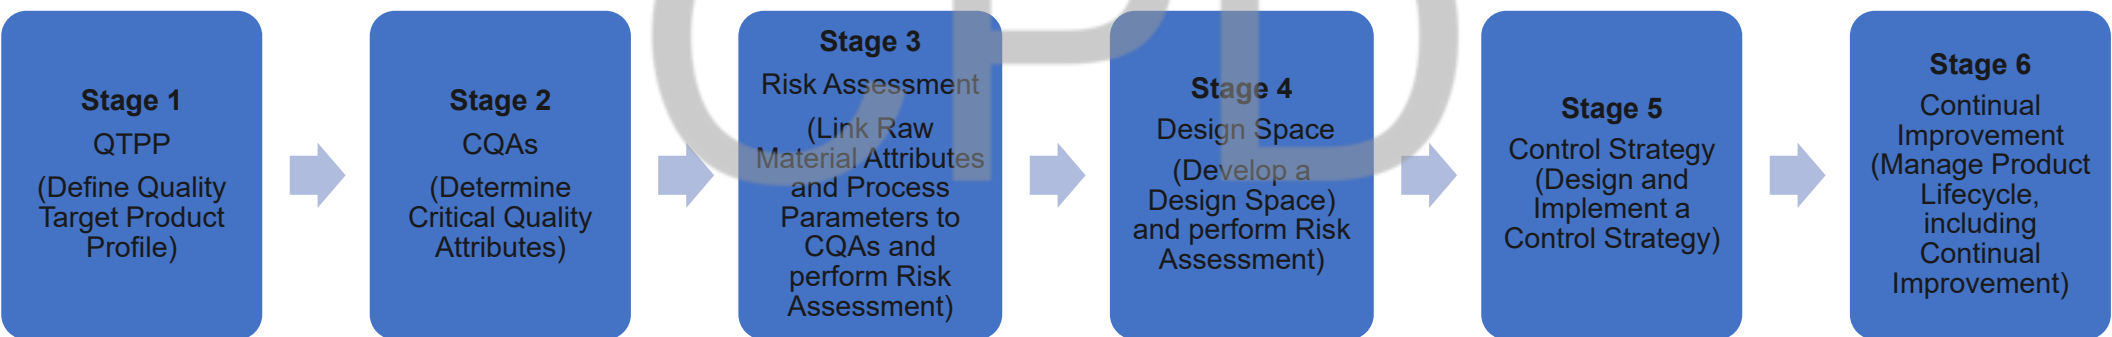 Stage 1
QTPP
(Define Quality
Target Product
Profile)
Stage 2
CQAs
(Determine
Critical Quality
Attributes)
Stage 3
Risk Assessment
(Link Raw
Material Attributes
and Process
Parameters to
CQAs and
perform Risk
Assessment)
Stage 4
Design Space
(Develop a
Design Space)
and perform Risk
Assessment)
Stage 5
Control Strategy
(Design and
Implement a
Control Strategy)
Stage 6
Continual
Improvement
(Manage Product
Lifecycle,
including
Continual
Improvement)
CPD